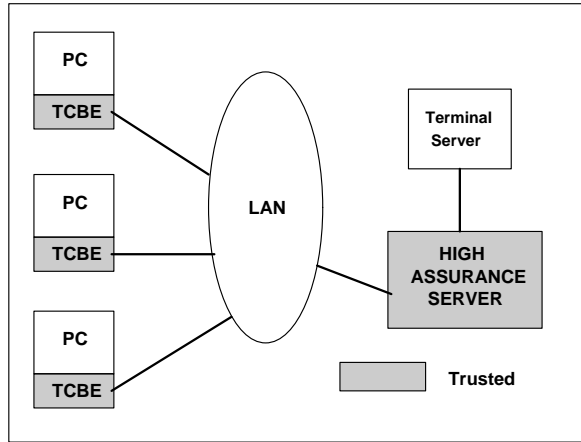 PC
TCBE
PC
TCBE
PC
TCBE
LAN
Terminal
Server
HIGH
ASSURANCE
SERVER
Trusted